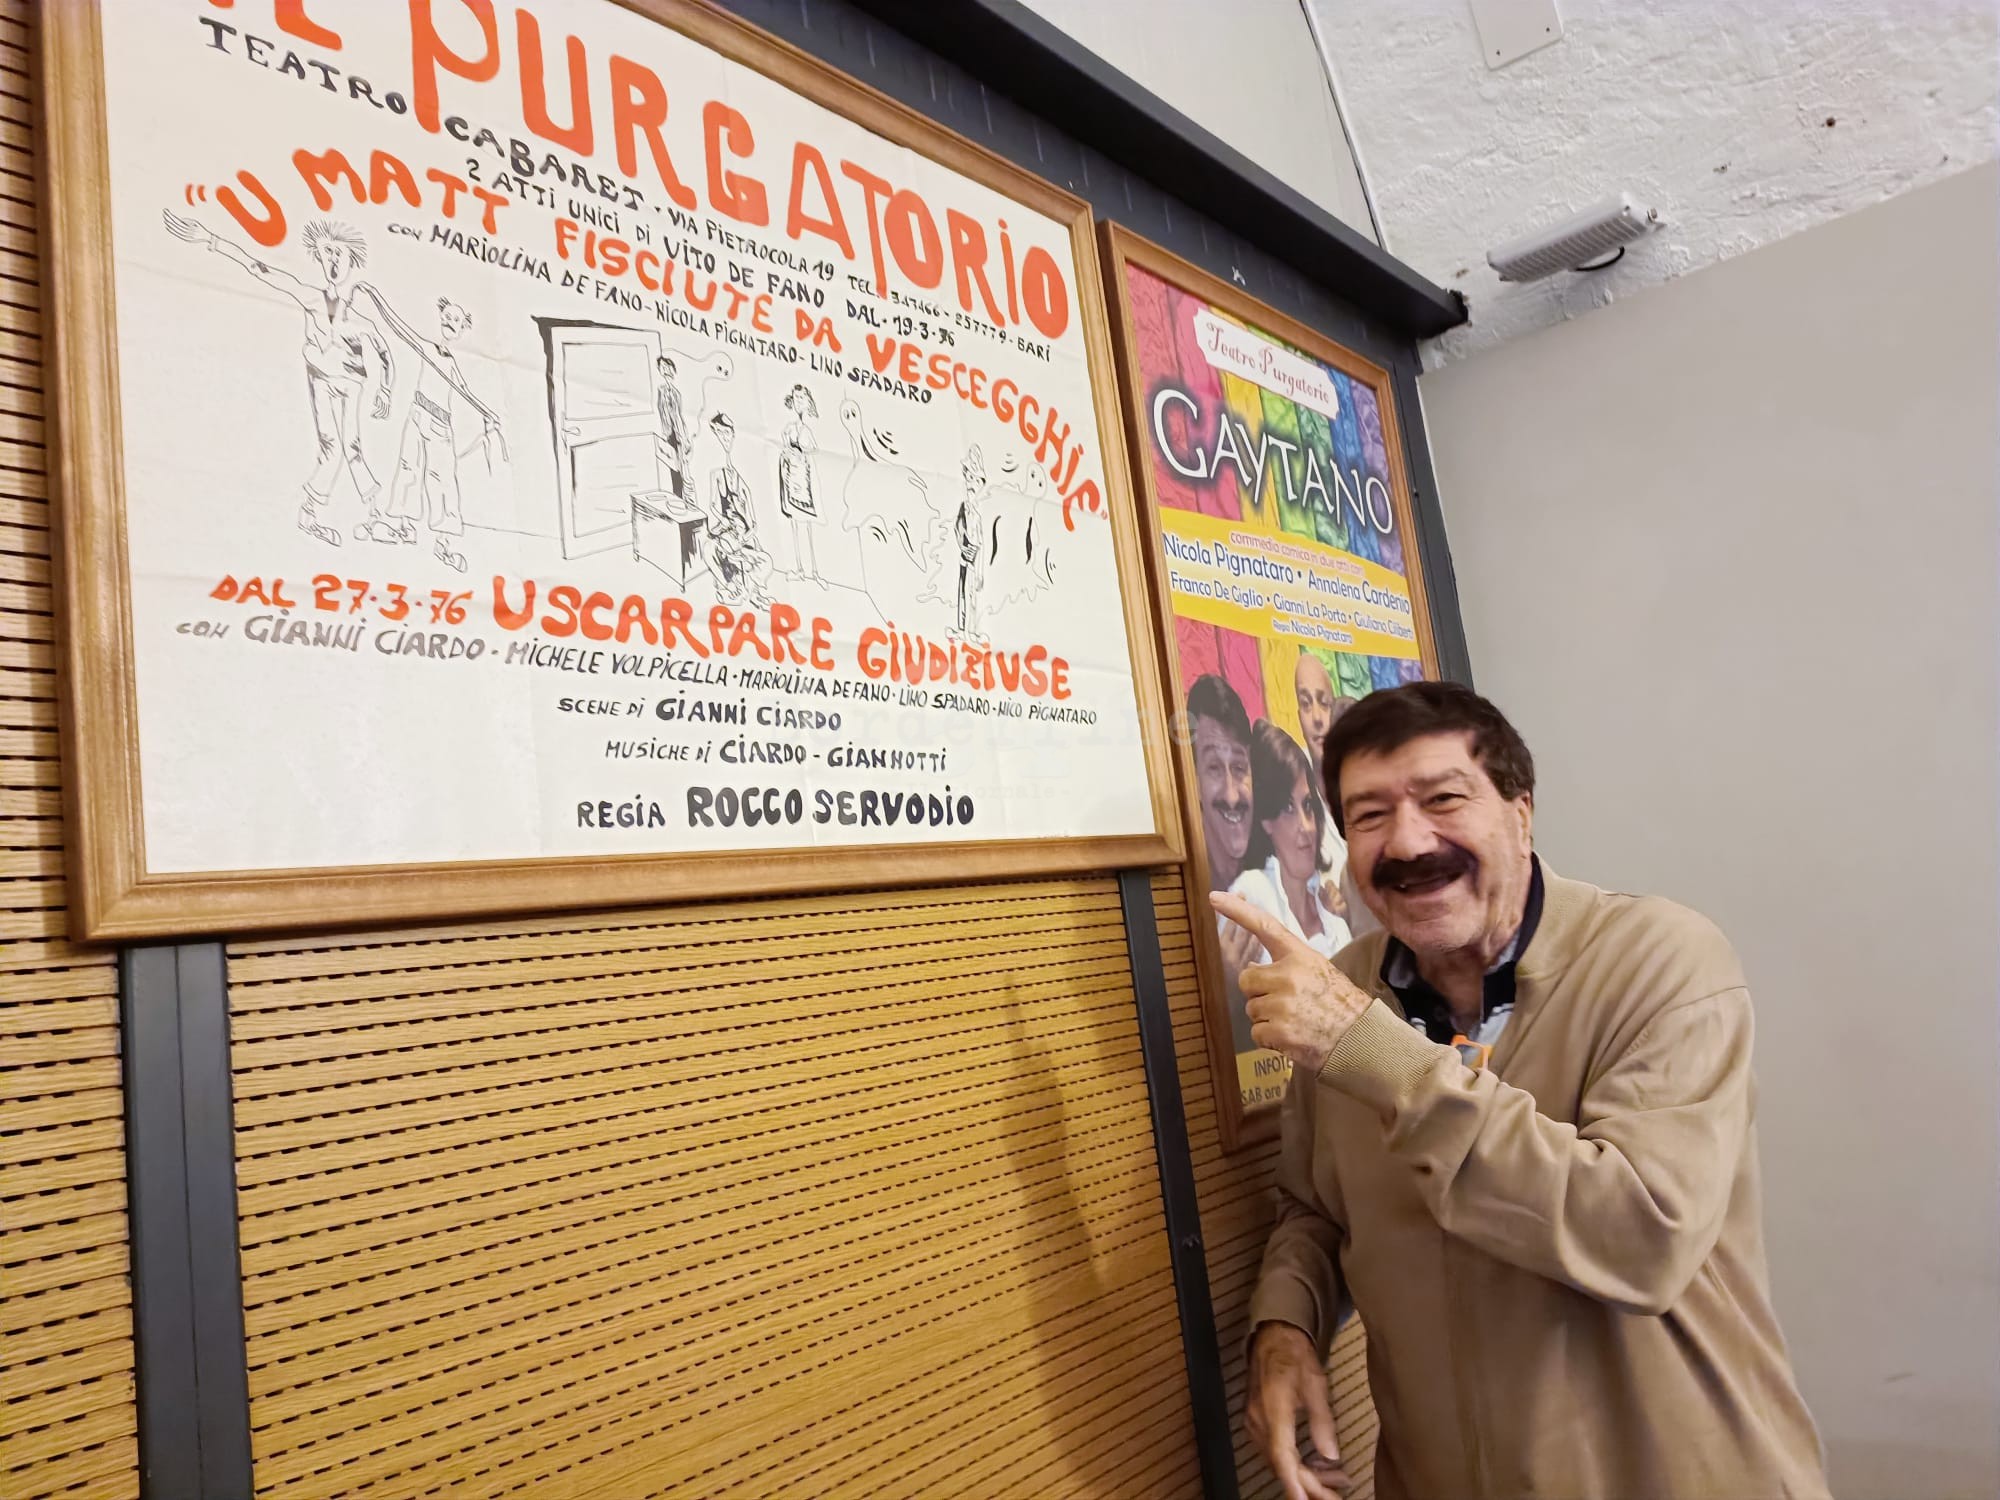 IL PURGATORIO
TEATRO CABARET · VIA PIETROCOLA 19 TEL. 347466 - 257779 - BARI
2 ATTI UNICI DI VITO DE FANO DAL · 19·3·76
"U MATT FISCIUTE DA VESCEGGHIE"
CON MARIOLINA DE FANO - NICOLA PIGNATARO - LINO SPADARO
DAL 27·3·76 USCARPARE GIUDIZIUSE
CON GIANNI CIARDO - MICHELE VOLPICELLA · MARIOLINA DE FANO · LINO SPADARO - NICO PIGNATARO
SCENE DI GIANNI CIARDO
MUSICHE DI CIARDO - GIANNOTTI
REGIA ROCCO SERVODIO
Teatro Purgatorio
GAYTANO
commedia comica in due atti con
Nicola Pignataro • Annalena Cardenio
Franco De Giglio • Gianni La Porta • Giuliano Ciliberti
Regia Nicola Pignataro
INFOTE
SAB ore